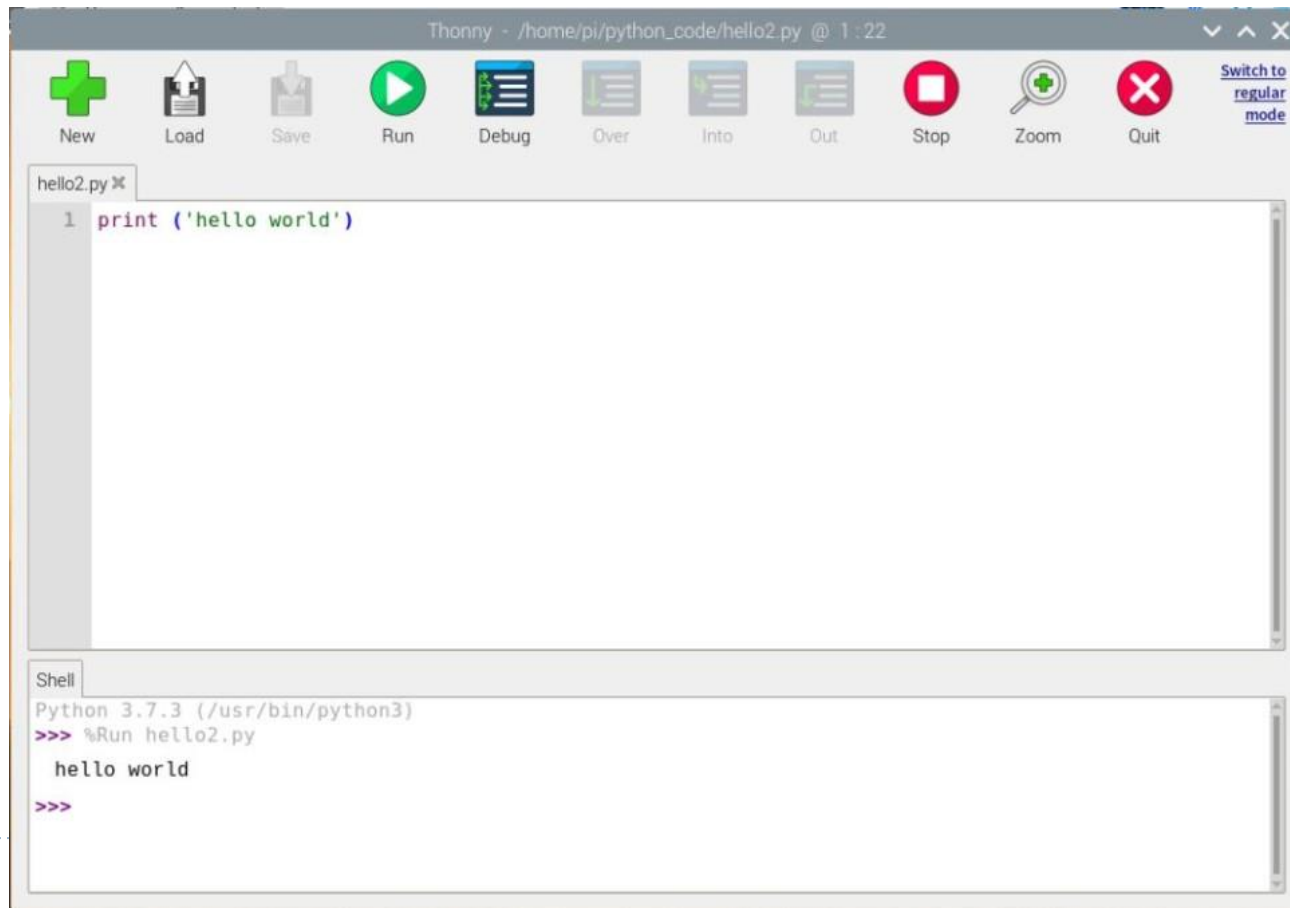 Thonny - /home/pi/python_code/hello2.py @ 1 : 22
New Load Save Run Debug Over Into Out Stop Zoom Quit
Switch to
regular
mode
hello2.py
1 print ('hello world')
Shell
Python 3.7.3 (/usr/bin/python3)
>>> %Run hello2.py
hello world
>>>